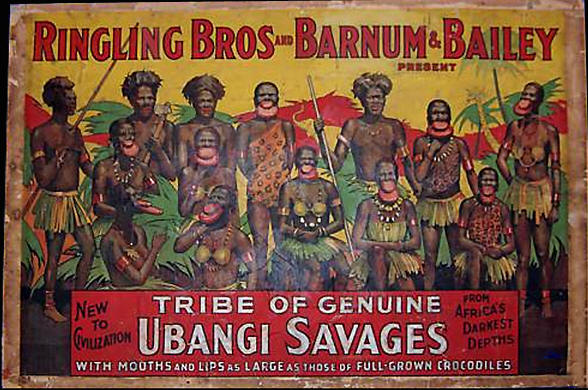 RINGLING BROS AND BARNUM & BAILEY
PRESENT
NEW
TO
CIVILIZATION
TRIBE OF GENUINE
UBANGI SAVAGES
FROM
AFRICA'S
DARKEST
DEPTHS
WITH MOUTHS AND LIPS AS LARGE AS THOSE OF FULL-GROWN CROCODILES